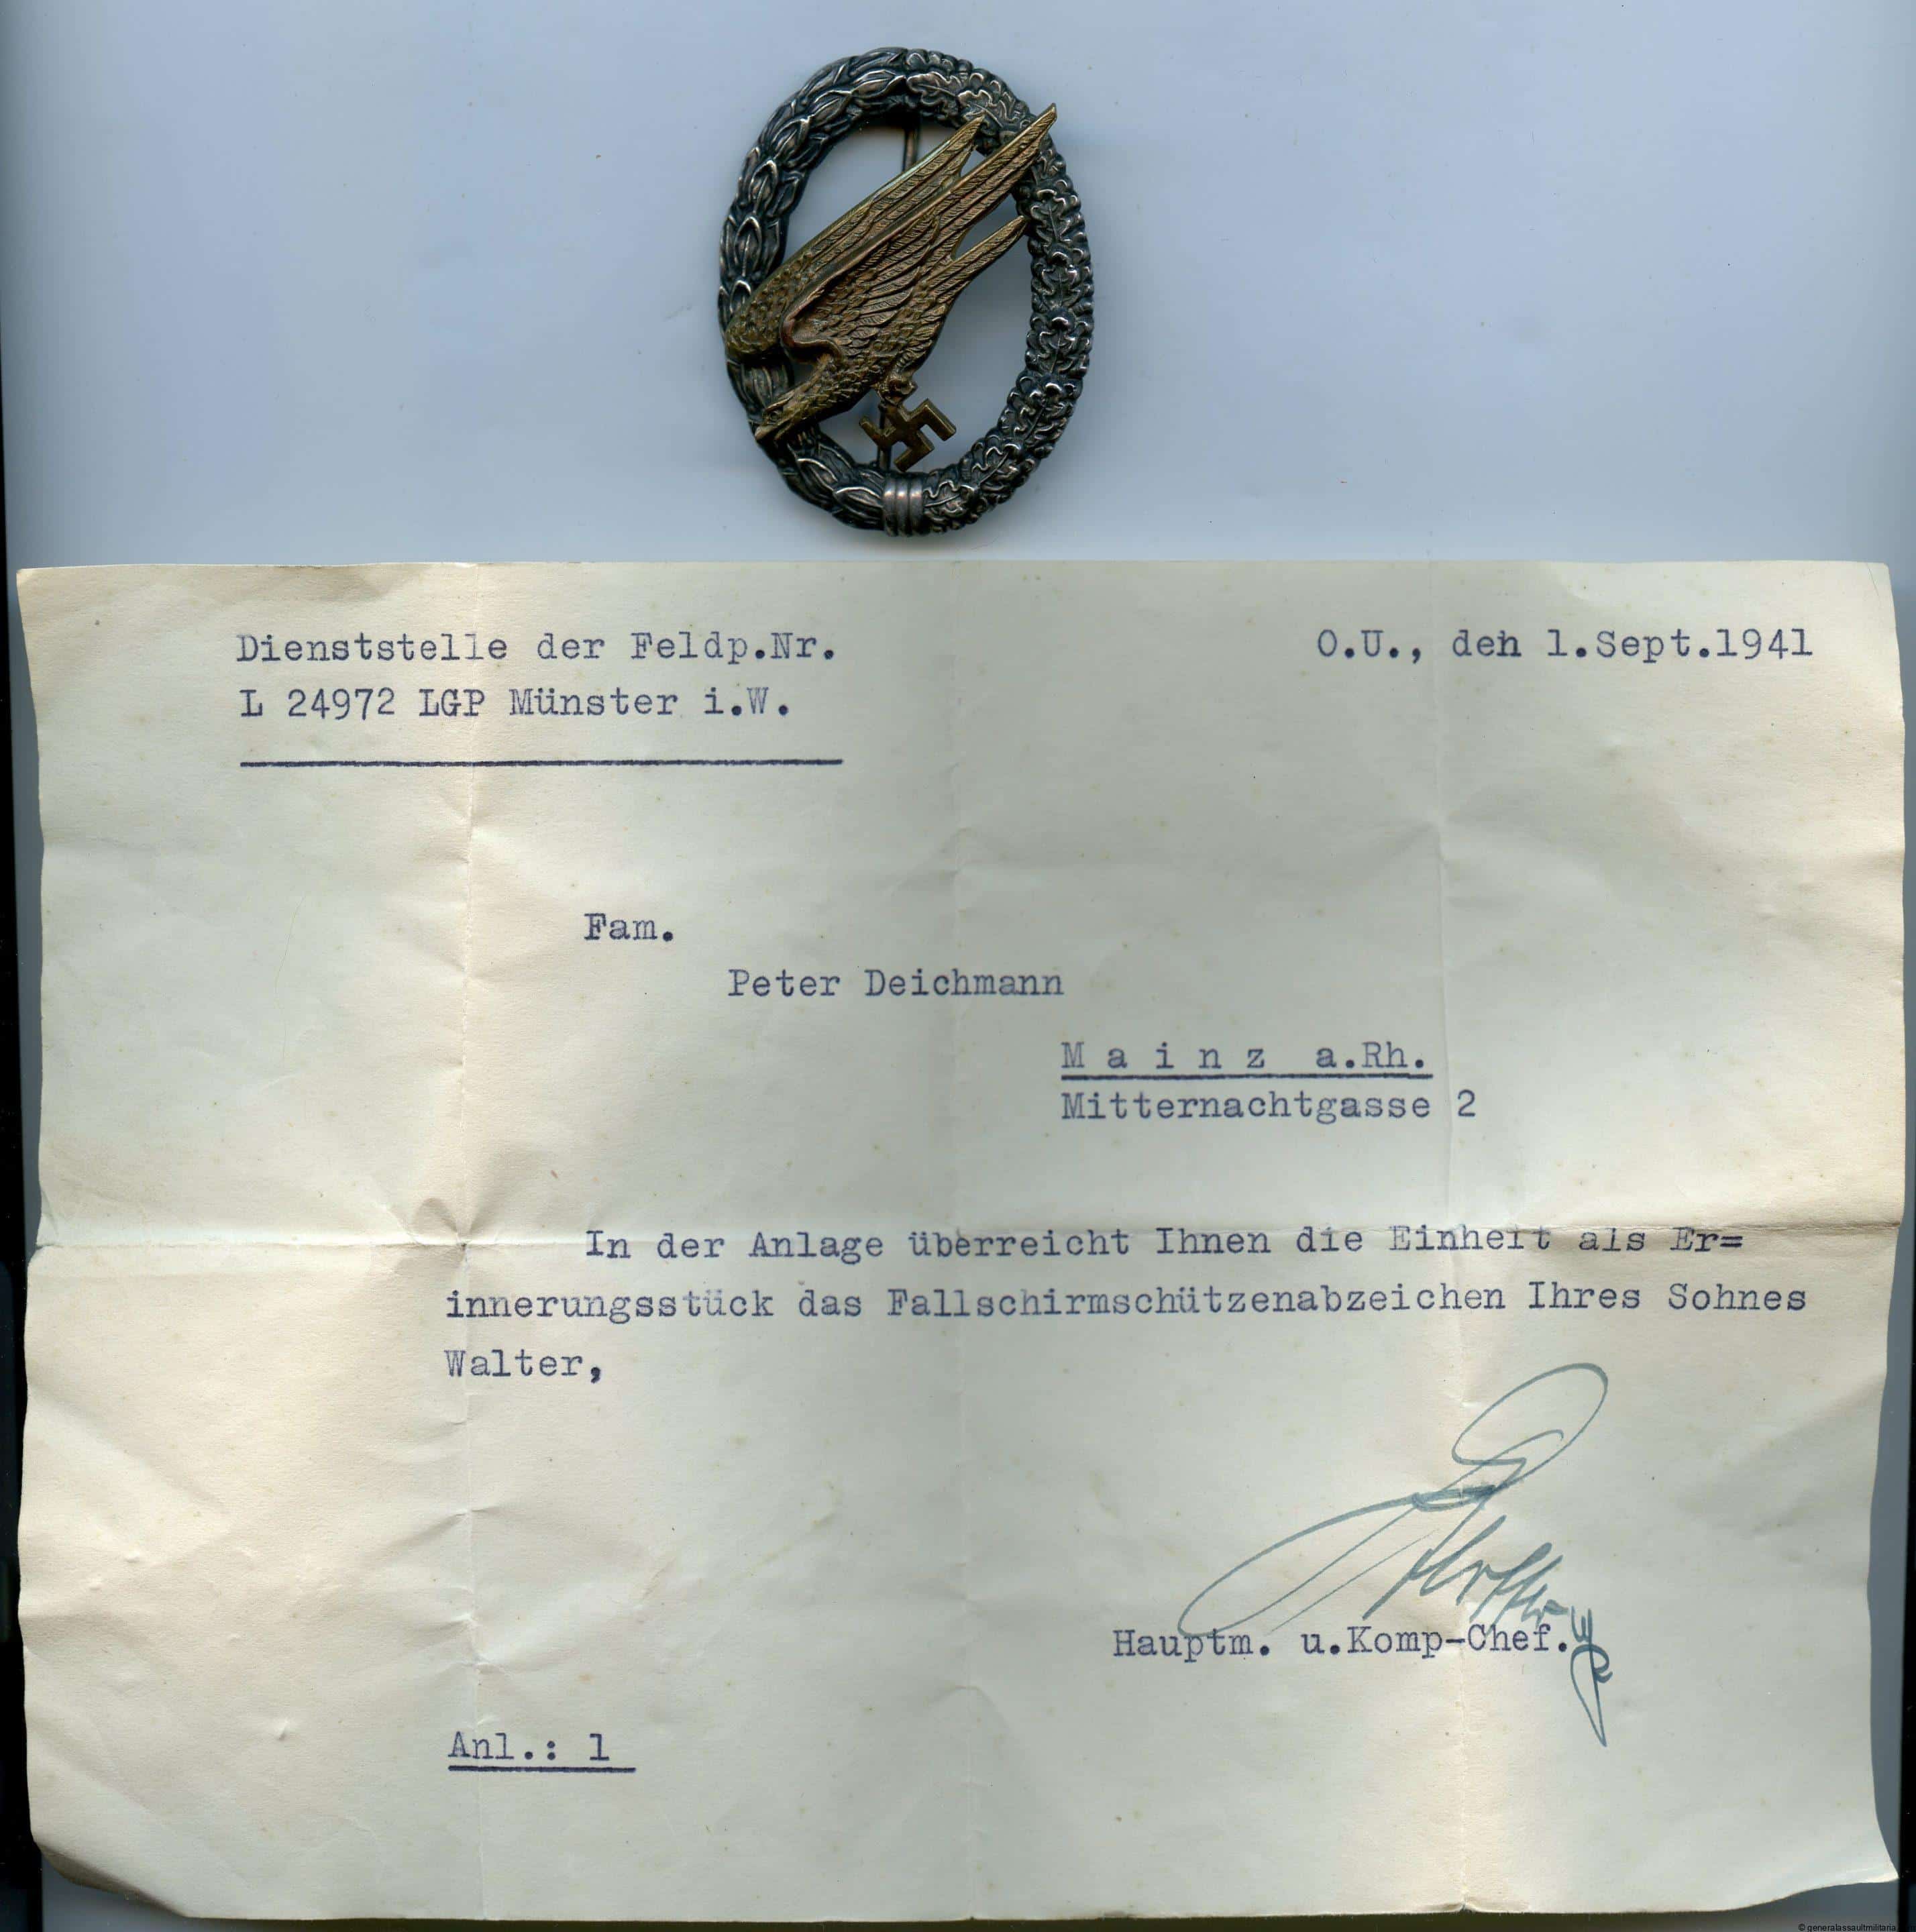 Dienststelle der Feldp.Nr.
L 24972 LGP Münster i.W.
O.U., den 1.Sept.1941
Fam.
Peter Deichmann
M a i n z a.Rh.
Mitternachtgasse 2
In der Anlage überreicht Ihnen die Einheit als Er=
innerungsstück das Fallschirmschützenabzeichen Ihres Sohnes
Walter,
Hauptm. u.Komp-Chef.
Anl.: 1
© generalassaultmilitaria